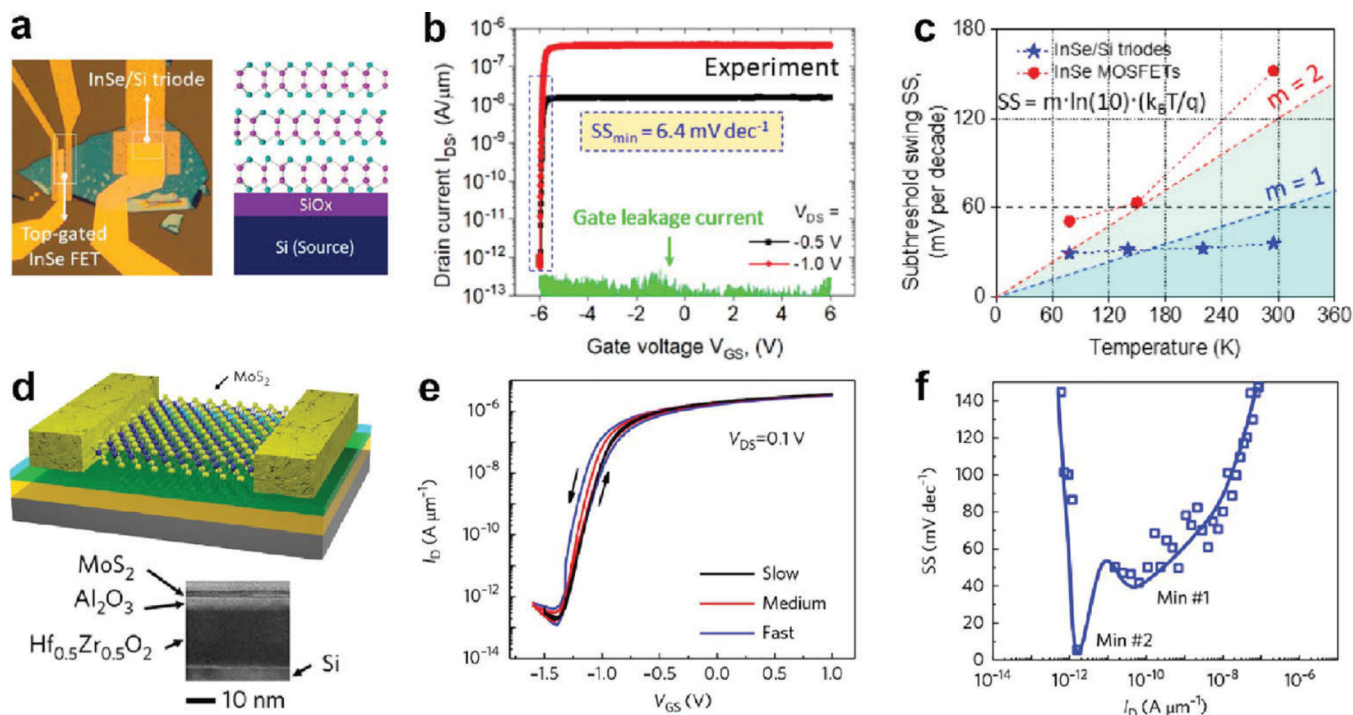 a
InSe/Si triode
Top-gated
InSe FET
SiOx
Si (Source)
b
Drain current I_DS, (A/μm)
10⁻⁶
10⁻⁷
10⁻⁸
10⁻⁹
10⁻¹⁰
10⁻¹¹
10⁻¹²
10⁻¹³
Experiment
SS_min = 6.4 mV dec⁻¹
Gate leakage current
V_DS =
-0.5 V
-1.0 V
-6 -4 -2 0 2 4 6
Gate voltage V_GS, (V)
c
Subthreshold swing SS,
(mV per decade)
180
120
60
0
InSe/Si triodes
InSe MOSFETs
SS = m·ln(10)·(k_BT/q)
m = 2
m = 1
0 60 120 180 240 300 360
Temperature (K)
d
MoS₂
MoS₂
Al₂O₃
Hf₀.₅Zr₀.₅O₂
Si
10 nm
e
I_D (A μm⁻¹)
10⁻⁶
10⁻⁸
10⁻¹⁰
10⁻¹²
10⁻¹⁴
V_DS=0.1 V
Slow
Medium
Fast
-1.5 -1.0 -0.5 0.0 0.5 1.0
V_GS (V)
f
SS (mV dec⁻¹)
140
120
100
80
60
40
20
0
Min #1
Min #2
10⁻¹⁴ 10⁻¹² 10⁻¹⁰ 10⁻⁸ 10⁻⁶
I_D (A μm⁻¹)